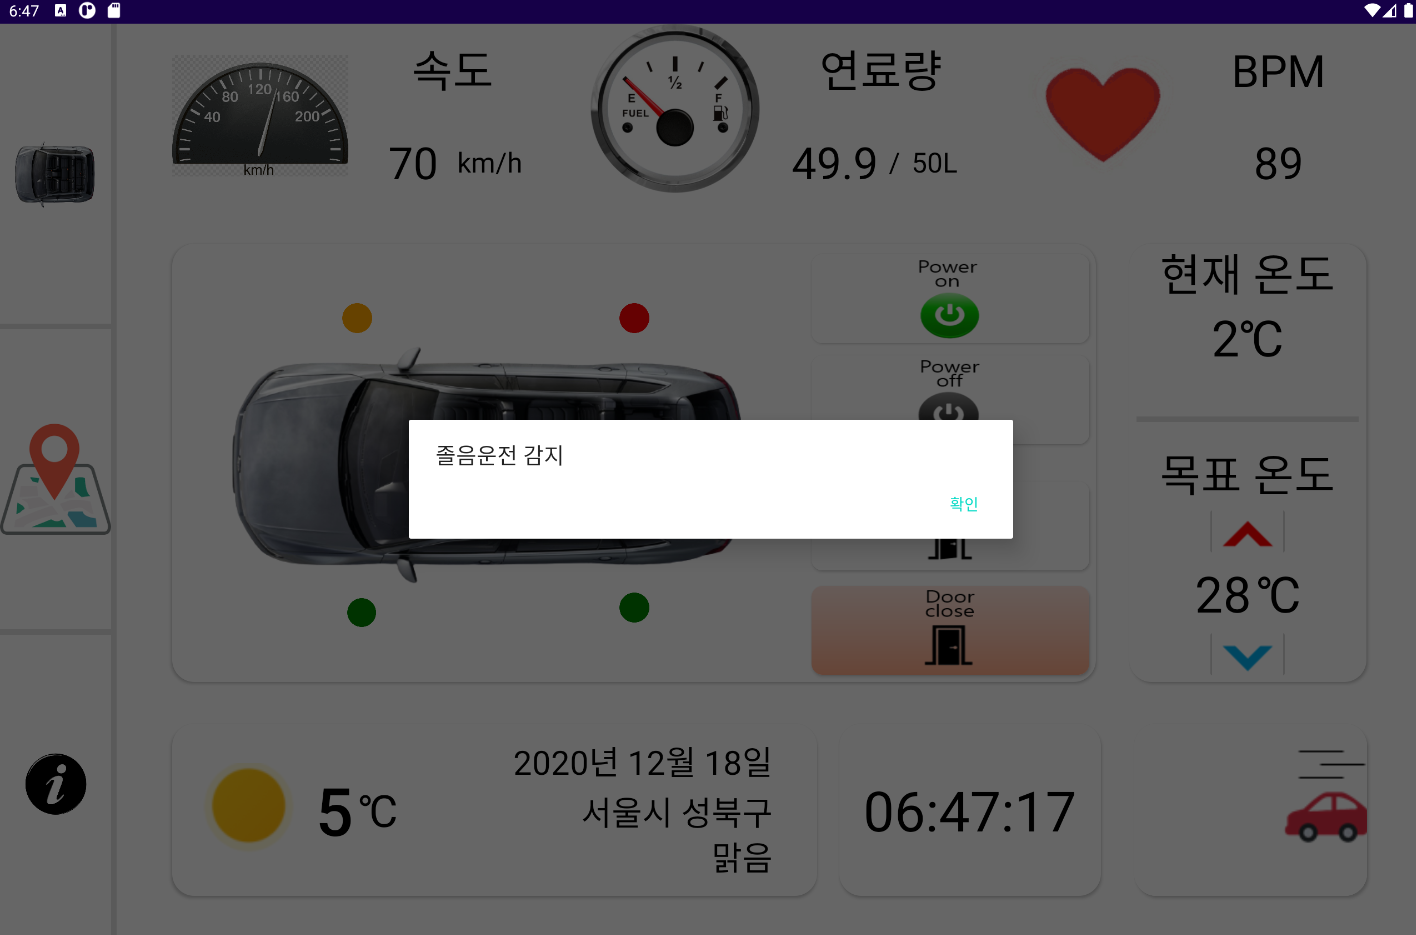 6:47
속도
70 km/h
40 80 120 160 200
km/h
E 1/2 F
FUEL
연료량
49.9 / 50L
BPM
89
Power
on
Power
off
현재 온도
2℃
졸음운전 감지
확인
목표 온도
28℃
Door
close
5℃
2020년 12월 18일
서울시 성북구
맑음
06:47:17